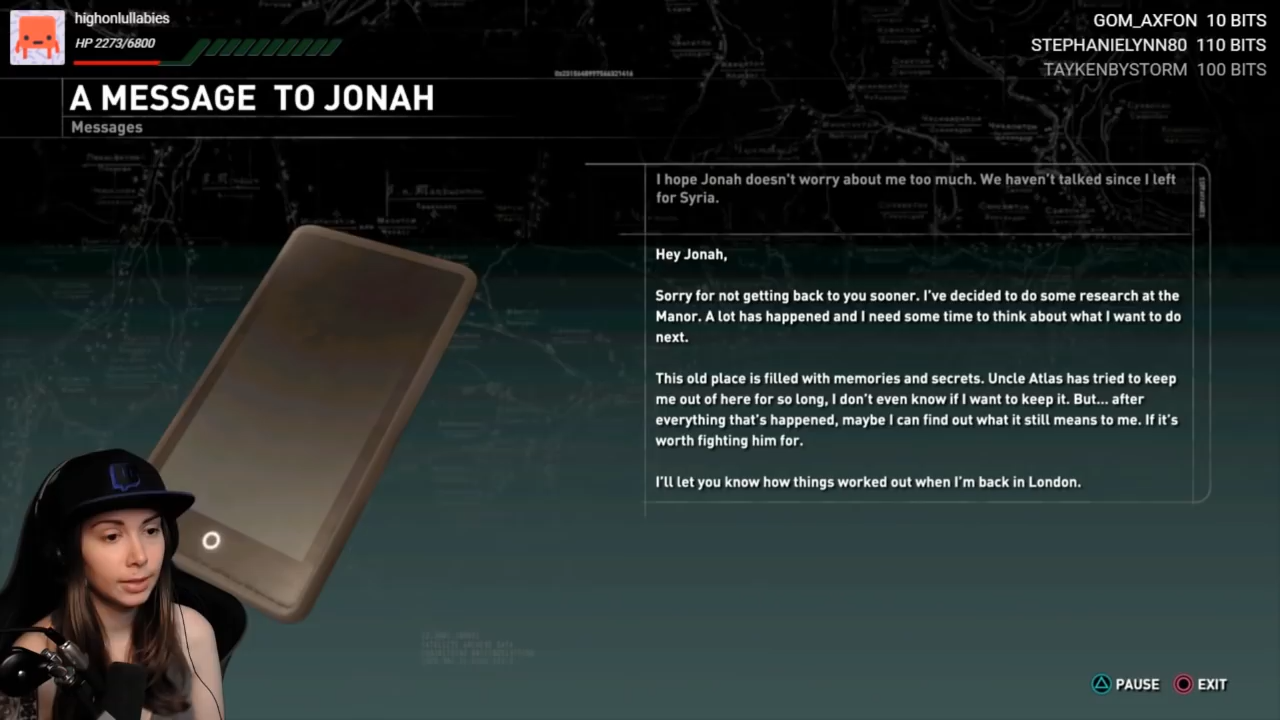 highonlullabies
HP 2273/6800
GOM_AXFON 10 BITS
STEPHANIELYNN80 110 BITS
TAYKENBYSTORM 100 BITS
A MESSAGE TO JONAH
Messages
I hope Jonah doesn't worry about me too much. We haven't talked since I left
for Syria.
Hey Jonah,
Sorry for not getting back to you sooner. I've decided to do some research at the
Manor. A lot has happened and I need some time to think about what I want to do
next.
This old place is filled with memories and secrets. Uncle Atlas has tried to keep
me out of here for so long, I don't even know if I want to keep it. But... after
everything that's happened, maybe I can find out what it still means to me. If it's
worth fighting him for.
I'll let you know how things worked out when I'm back in London.
PAUSE
EXIT